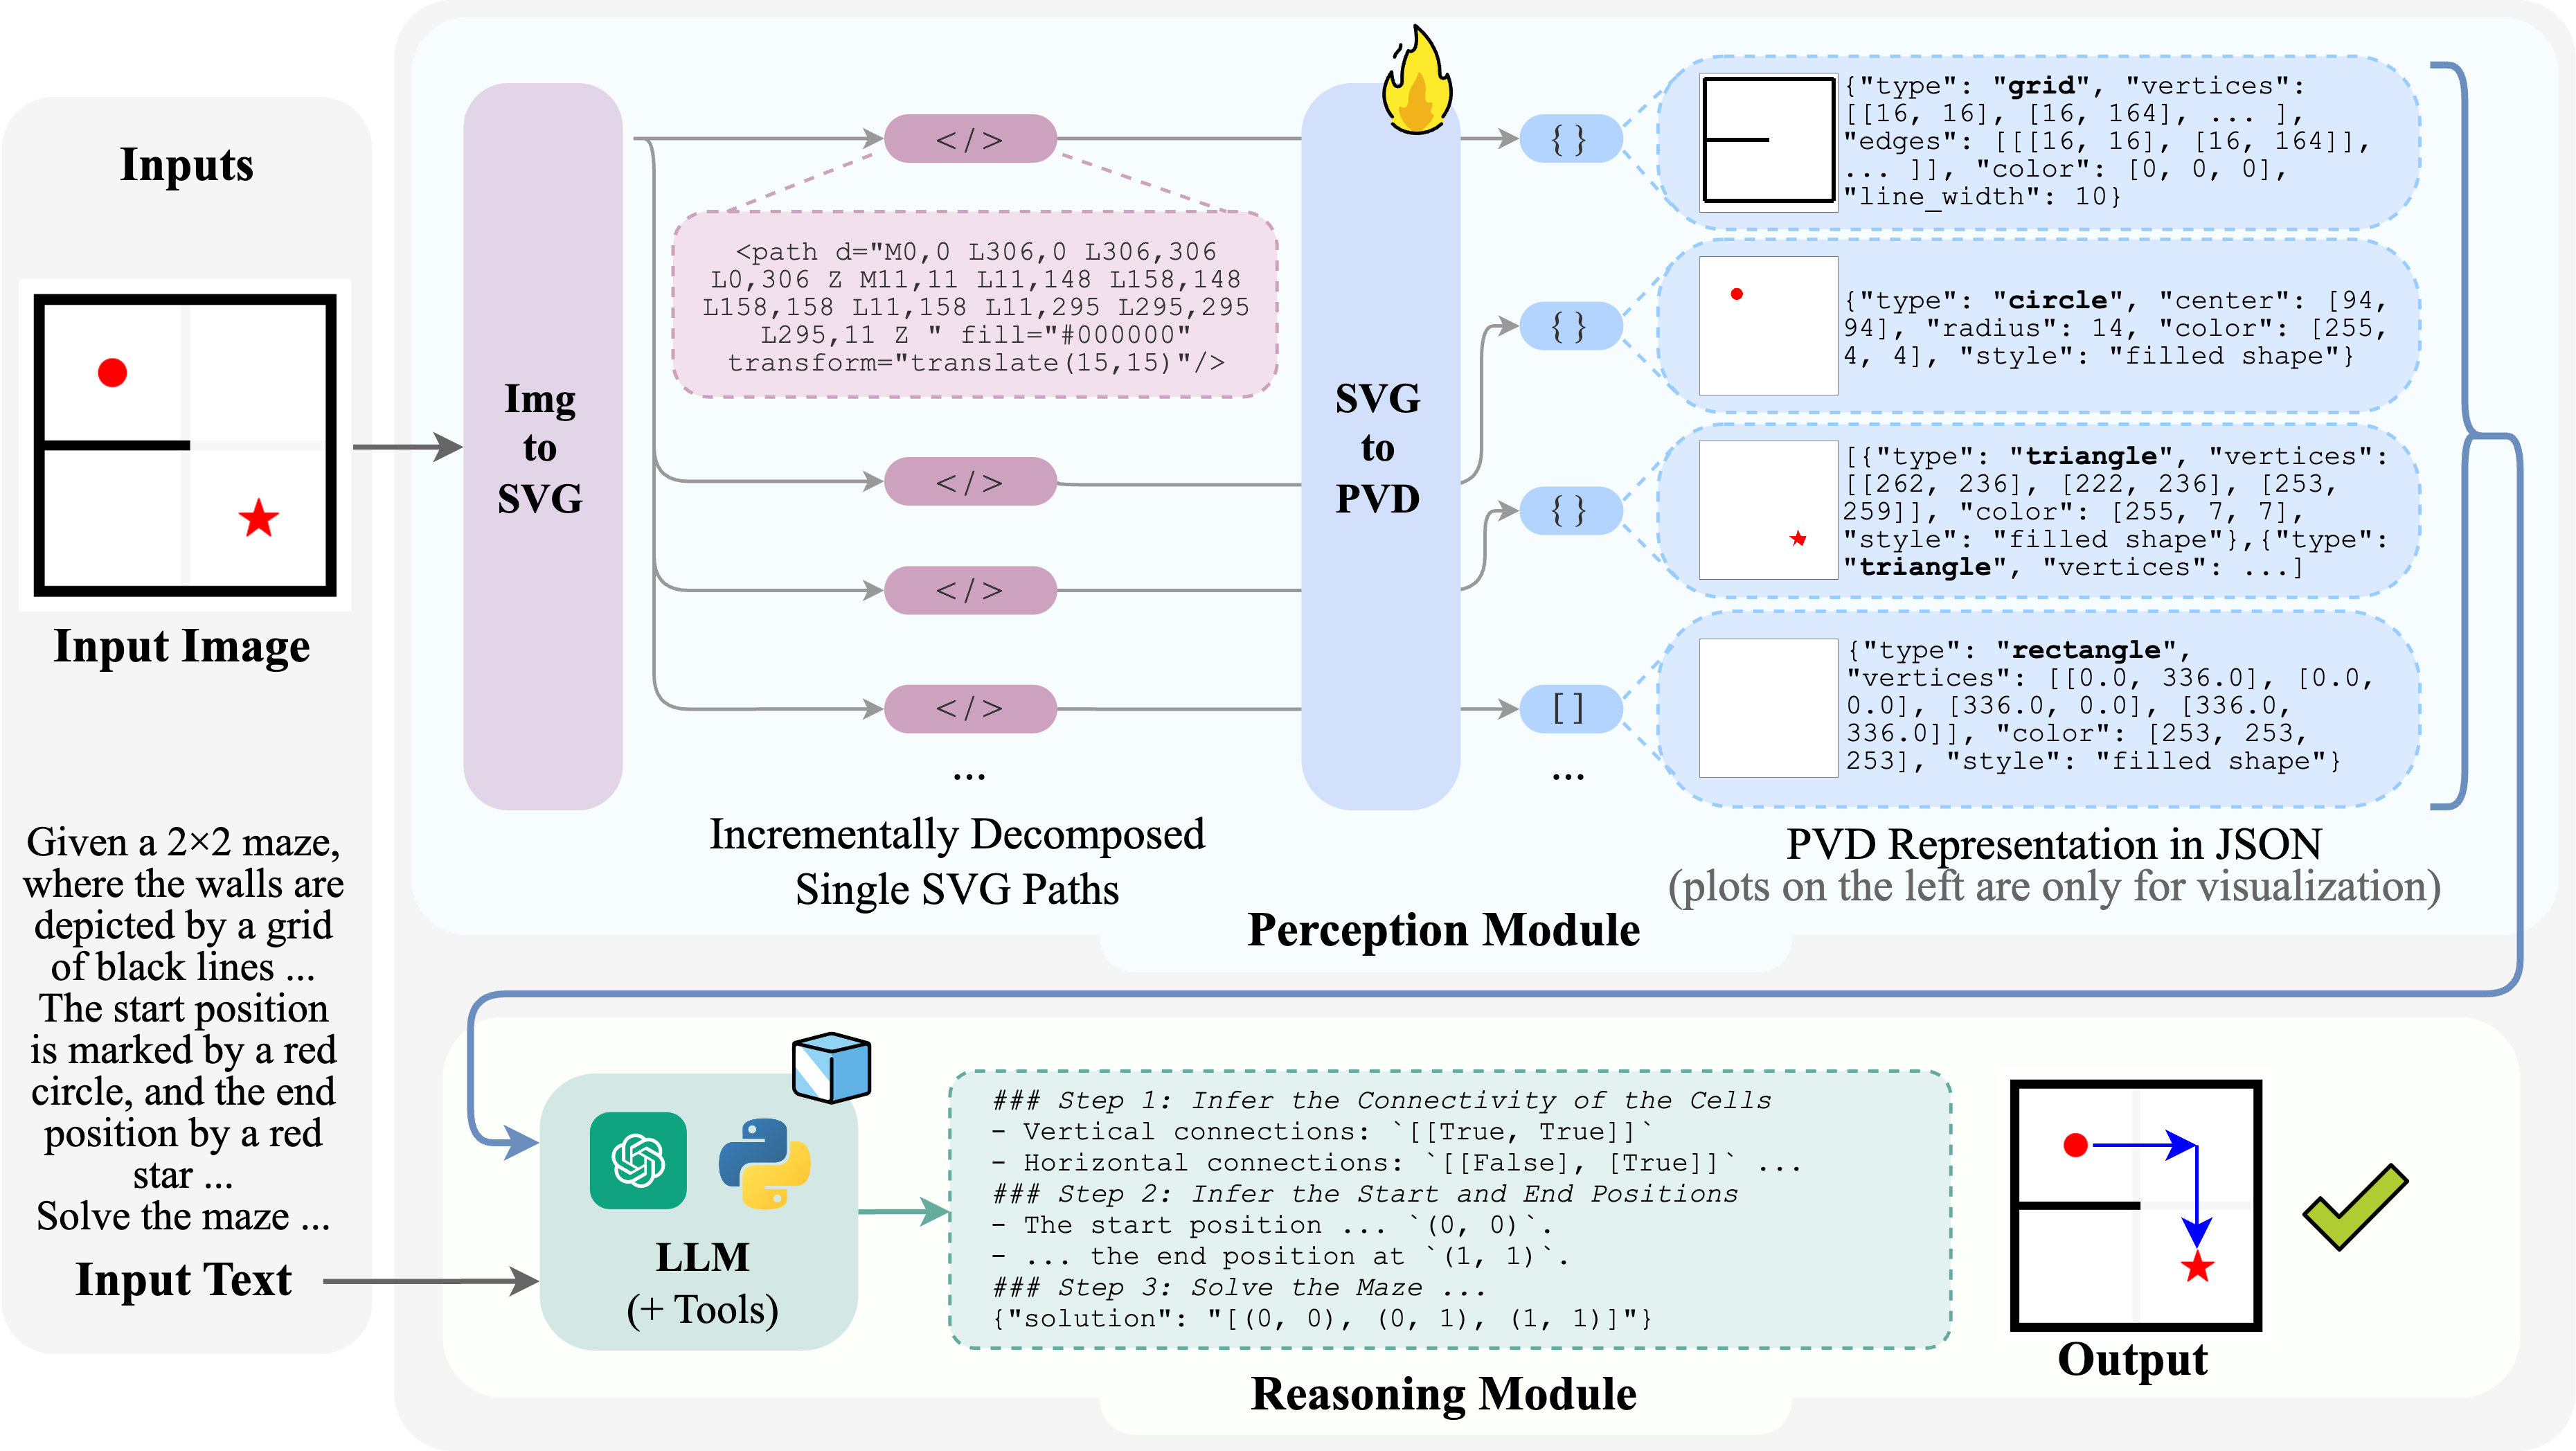 Inputs
Input Image
Given a 2×2 maze,
where the walls are
depicted by a grid
of black lines ...
The start position
is marked by a red
circle, and the end
position by a red
star ...
Solve the maze ...
Input Text
Img
to
SVG
</>
<path d="M0,0 L306,0 L306,306
L0,306 Z M11,11 L11,148 L158,148
L158,158 L11,158 L11,295 L295,295
L295,11 Z " fill="#000000"
transform="translate(15,15)"/>
</>
</>
</>
...
Incrementally Decomposed
Single SVG Paths
SVG
to
PVD
{}
{"type": "grid", "vertices":
[[16, 16], [16, 164], ... ],
"edges": [[[16, 16], [16, 164]],
... ]], "color": [0, 0, 0],
"line_width": 10}
{}
{"type": "circle", "center": [94,
94], "radius": 14, "color": [255,
4, 4], "style": "filled shape"}
{}
[{"type": "triangle", "vertices":
[[262, 236], [222, 236], [253,
259]], "color": [255, 7, 7],
"style": "filled shape"},{"type":
"triangle", "vertices": ...]
[]
{"type": "rectangle",
"vertices": [[0.0, 336.0], [0.0,
0.0], [336.0, 0.0], [336.0,
336.0]], "color": [253, 253,
253], "style": "filled shape"}
...
PVD Representation in JSON
(plots on the left are only for visualization)
Perception Module
LLM
(+ Tools)
### Step 1: Infer the Connectivity of the Cells
- Vertical connections: `[[True, True]]`
- Horizontal connections: `[[False], [True]]` ...
### Step 2: Infer the Start and End Positions
- The start position ... `(0, 0)`.
- ... the end position at `(1, 1)`.
### Step 3: Solve the Maze ...
{"solution": "[(0, 0), (0, 1), (1, 1)]"}
Output
Reasoning Module